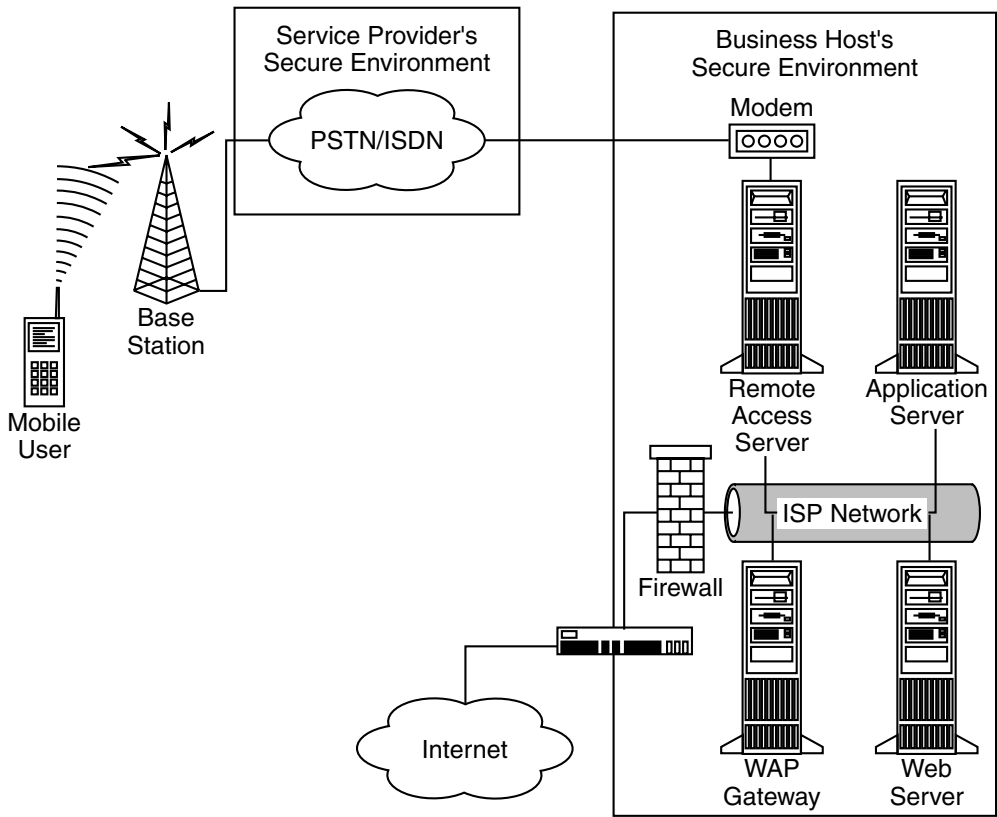 Service Provider's
Secure Environment
PSTN/ISDN
Business Host's
Secure Environment
Modem
Base
Station
Mobile
User
Remote
Access
Server
Application
Server
ISP Network
Firewall
Internet
WAP
Gateway
Web
Server